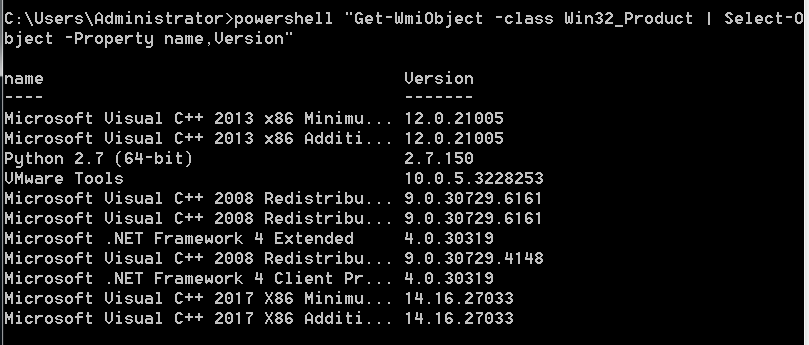 C:\Users\Administrator>powershell "Get-WmiObject -class Win32_Product | Select-O
bject -Property name,Version"
name Version
---- -------
Microsoft Visual C++ 2013 x86 Minimu... 12.0.21005
Microsoft Visual C++ 2013 x86 Additi... 12.0.21005
Python 2.7 (64-bit) 2.7.150
VMware Tools 10.0.5.3228253
Microsoft Visual C++ 2008 Redistribu... 9.0.30729.6161
Microsoft Visual C++ 2008 Redistribu... 9.0.30729.6161
Microsoft .NET Framework 4 Extended 4.0.30319
Microsoft Visual C++ 2008 Redistribu... 9.0.30729.4148
Microsoft .NET Framework 4 Client Pr... 4.0.30319
Microsoft Visual C++ 2017 X86 Minimu... 14.16.27033
Microsoft Visual C++ 2017 X86 Additi... 14.16.27033